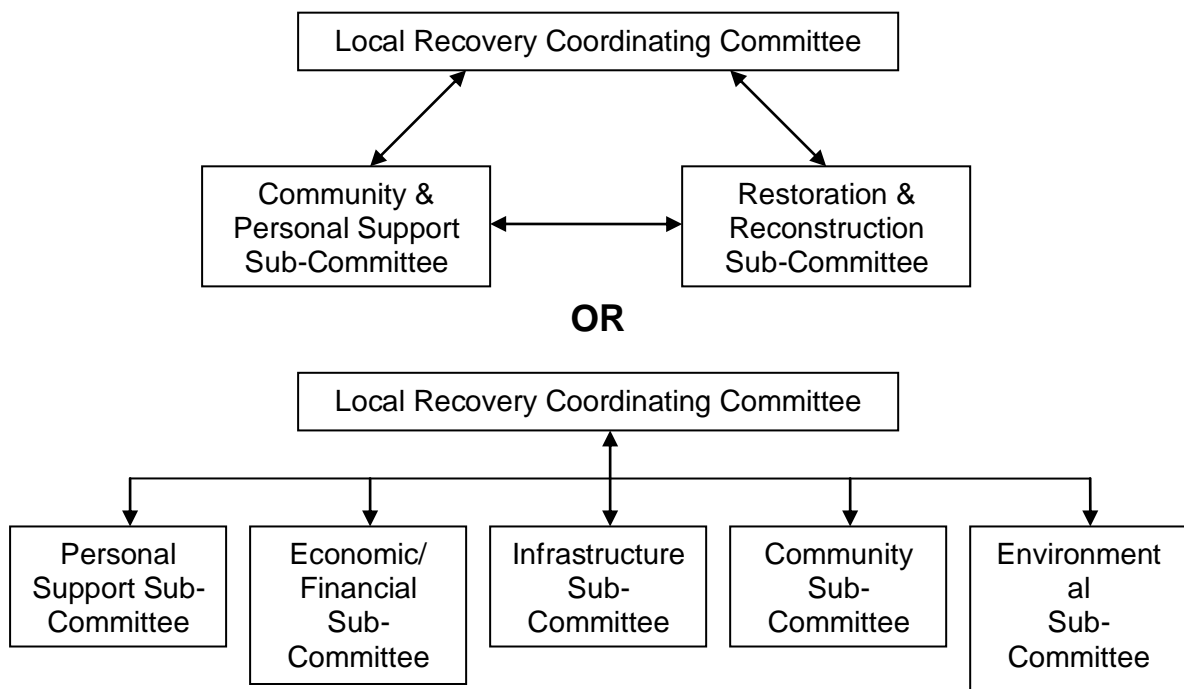 Local Recovery Coordinating Committee
Community &
Personal Support
Sub-Committee
Restoration &
Reconstruction
Sub-Committee
OR
Local Recovery Coordinating Committee
Personal
Support Sub-
Committee
Economic/
Financial
Sub-
Committee
Infrastructure
Sub-
Committee
Community
Sub-
Committee
Environment
al
Sub-
Committee